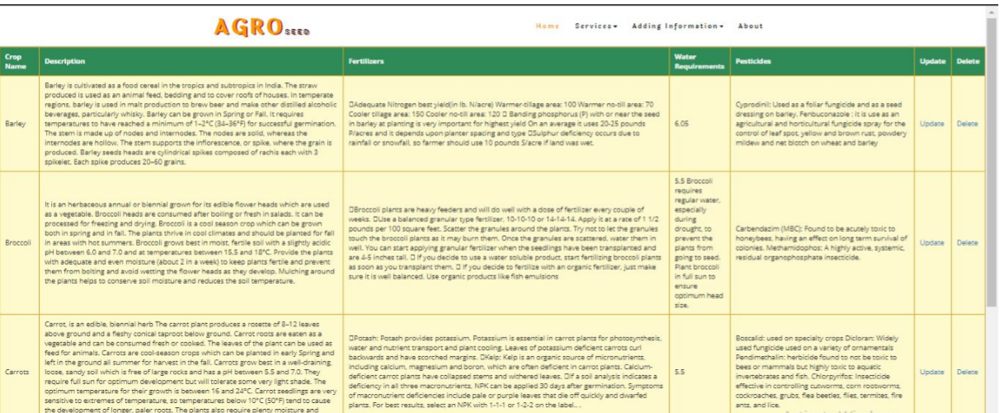 AGRO SEED
Home Services Adding Information About
Crop
Name
Description
Fertilizers
Water
Requirements
Pesticides
Update
Delete
Barley
Barley is cultivated as a food cereal in the tropics and subtropics in India. The straw
produced is used as an animal feed, bedding and to cover roofs of houses. In temperate
regions, barley is used in malt production to brew beer and make other distilled alcoholic
beverages, particularly whisky. Barley can be grown in Spring or Fall. It requires
temperatures to have reached a minimum of 1–2°C (34–36°F) for successful germination.
The stem is made up of nodes and internodes. The nodes are solid, whereas the
internodes are hollow. The stem supports the inflorescence, or spike, where the grain is
produced. Barley seeds heads are cylindrical spikes composed of rachis each with 3
spikelet. Each spike produces 20–60 grains.
▯Adequate Nitrogen best yield(in lb. N/acre) Warmer-tillage area: 100 Warmer no-till area: 70
Cooler tillage area: 150 Cooler no-till area: 120 ▯ Banding phosphorus (P) with or near the seed
in barley at planting is very important for highest yield On an average it uses 20-25 pounds
P/acres and it depends upon planter spacing and type ▯Sulphur deficiency occurs due to
rainfall or snowfall, so farmer should use 10 pounds S/acre if land was wet.
6.05
Cyprodinil: Used as a foliar fungicide and as a seed
dressing on barley. Fenbuconazole : it is use as an
agricultural and horticultural fungicide spray for the
control of leaf spot, yellow and brown rust, powdery
mildew and net blotch on wheat and barley
Update
Delete
Broccoli
It is an herbaceous annual or biennial grown for its edible flower heads which are used
as a vegetable. Broccoli heads are consumed after boiling or fresh in salads. It can be
processed for freezing and drying. Broccoli is a cool season crop which can be grown
both in spring and in fall. The plants thrive in cool climates and should be planted for fall
in areas with hot summers. Broccoli grows best in moist, fertile soil with a slightly acidic
pH between 6.0 and 7.0 and at temperatures between 15.5 and 18°C. Provide the plants
with adequate and even moisture (about 2 in a week) to keep plants fertile and prevent
them from bolting and avoid wetting the flower heads as they develop. Mulching around
the plants helps to conserve soil moisture and reduces the soil temperature.
▯Broccoli plants are heavy feeders and will do well with a dose of fertilizer every couple of
weeks. ▯Use a balanced granular type fertilizer, 10-10-10 or 14-14-14. Apply it at a rate of 1 1/2
pounds per 100 square feet. Scatter the granules around the plants. Try not to let the granules
touch the broccoli plants as it may burn them. Once the granules are scattered, water them in
well. You can start applying granular fertilizer when the seedlings have been transplanted and
are 4-5 inches tall. ▯ If you decide to use a water soluble product, start fertilizing broccoli plants
as soon as you transplant them. ▯ If you decide to fertilize with an organic fertilizer, just make
sure it is well balanced. Use organic products like fish emulsions
5.5 Broccoli
requires
regular water,
especially
during
drought, to
prevent the
plants from
going to seed.
Plant broccoli
in full sun to
ensure
optimum head
size.
Carbendazim (MBC): Found to be acutely toxic to
honeybees, having an effect on long term survival of
colonies. Methamidophos: A highly active, systemic,
residual organophosphate insecticide.
Update
Delete
Carrots
Carrot, is an edible, biennial herb The carrot plant produces a rosette of 8–12 leaves
above ground and a fleshy conical taproot below ground. Carrot roots are eaten as a
vegetable and can be consumed fresh or cooked. The leaves of the plant can be used as
feed for animals. Carrots are cool-season crops which can be planted in early Spring and
left in the ground all summer for harvest in the fall. Carrots grow best in a well-draining,
loose, sandy soil which is free of large rocks and has a pH between 5.5 and 7.0. They
require full sun for optimum development but will tolerate some very light shade. The
optimum temperature for their growth is between 16 and 24°C. Carrot seedlings are very
sensitive to extremes of temperature, so temperatures below 10°C (50°F) tend to cause
the development of longer, paler roots. The plants also require plenty moisture and
▯Potash: Potash provides potassium. Potassium is essential in carrot plants for photosynthesis,
water and nutrient transport and plant cooling. Leaves of potassium deficient carrots curl
backwards and have scorched margins. ▯Kelp: Kelp is an organic source of micronutrients,
including calcium, magnesium and boron, which are often deficient in carrot plants. Calcium-
deficient carrot plants have collapsed stems and withered leaves. ▯If a soil analysis indicates a
deficiency in all three macronutrients, NPK can be applied 30 days after germination. Symptoms
of macronutrient deficiencies include pale or purple leaves that die off quickly and dwarfed
plants. For best results, select an NPK with 1-1-1 or 1-2-2 on the label.. .
5.5
Boscalid: used on specialty crops Dicloran: Widely
used fungicide used on a variety of ornamentals
Pendimethalin: herbicide found to not be toxic to
bees or mammals but highly toxic to aquatic
invertebrates and fish. Chlorpyrifos: Insecticide
effective in controlling cutworms, corn rootworms,
cockroaches, grubs, flea beetles, flies, termites, fire
ants, and lice.
Update
Delete